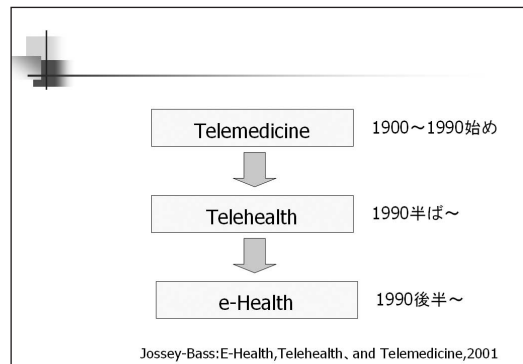 Telemedicine 1900～1990始め
Telehealth 1990半ば～
e-Health 1990後半～
Jossey-Bass:E-Health,Telehealth、and Telemedicine,2001